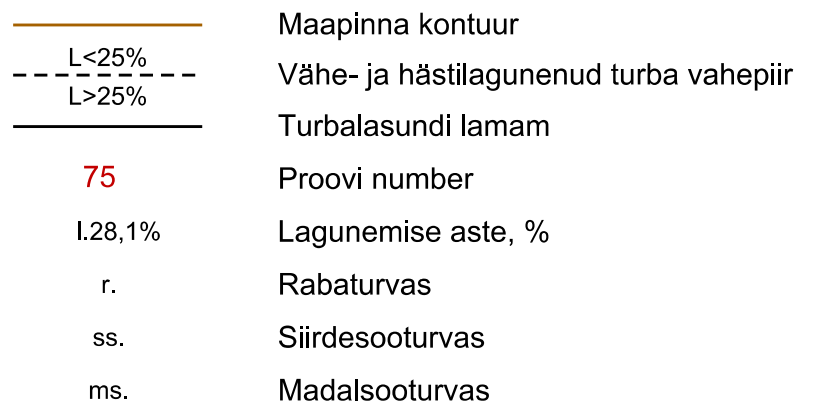 Maapinna kontuur
L<25%
Vähe- ja hästilagunenud turba vahepiir
L>25%
Turbalasundi lamam
75 Proovi number
l.28,1% Lagunemise aste, %
r. Rabaturvas
ss. Siirdesooturvas
ms. Madalsooturvas